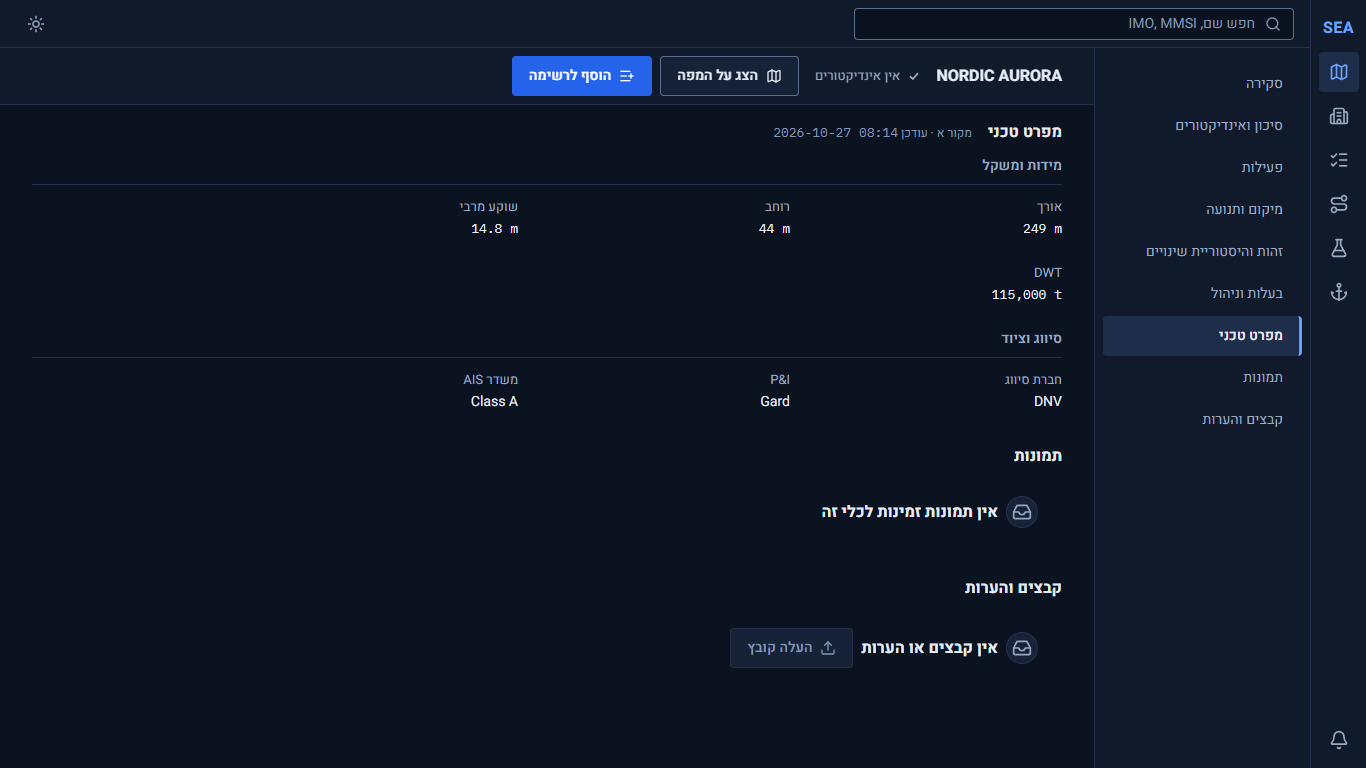 SEA
חפש שם, IMO, MMSI
NORDIC AURORA
אין אינדיקטורים
הצג על המפה
הוסף לרשימה
סקירה
סיכון ואינדיקטורים
פעילות
מיקום ותנועה
זהות והיסטוריית שינויים
בעלות וניהול
מפרט טכני
תמונות
קבצים והערות
מפרט טכני
מקור א · עודכן 2026-10-27 08:14
מידות ומשקל
אורך רוחב שוקע מרבי
249 m 44 m 14.8 m
DWT
115,000 t
סיווג וציוד
חברת סיווג P&I משדר AIS
DNV Gard Class A
תמונות
אין תמונות זמינות לכלי זה
קבצים והערות
אין קבצים או הערות
העלה קובץ